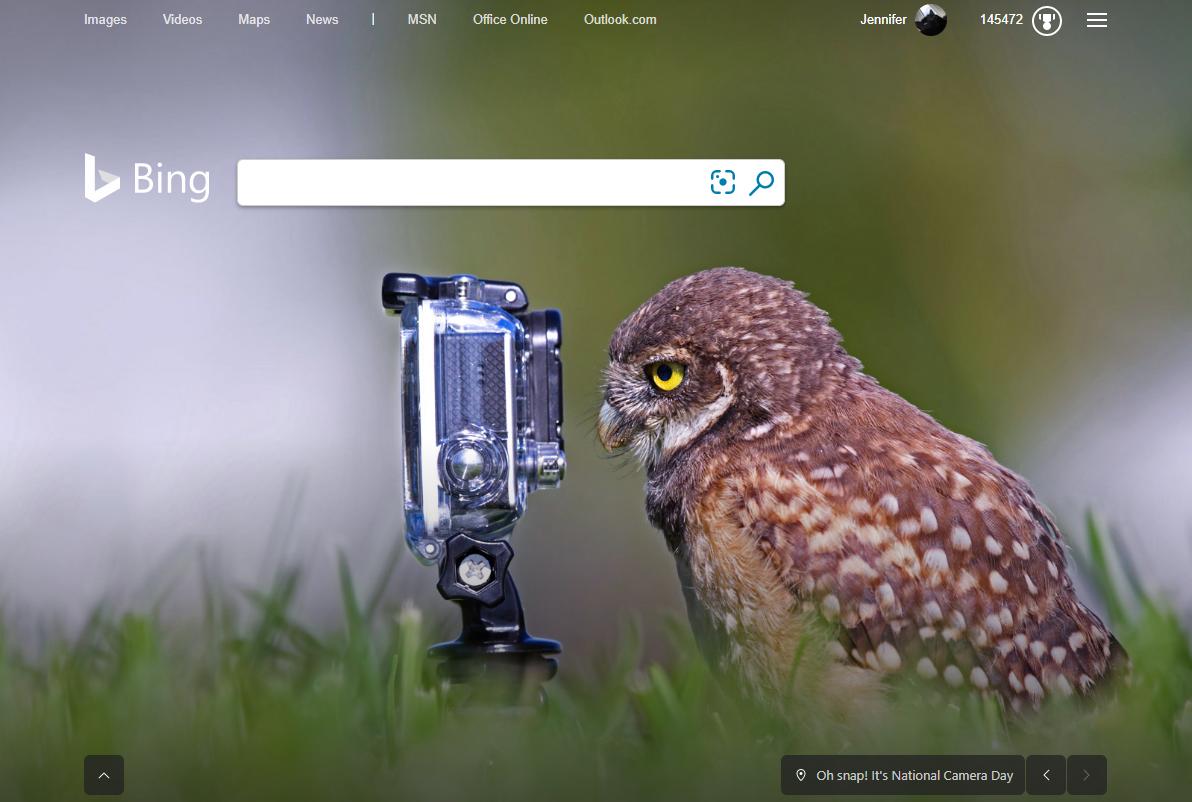 Images Videos Maps News | MSN Office Online Outlook.com Jennifer 145472
Bing
Oh snap! It's National Camera Day